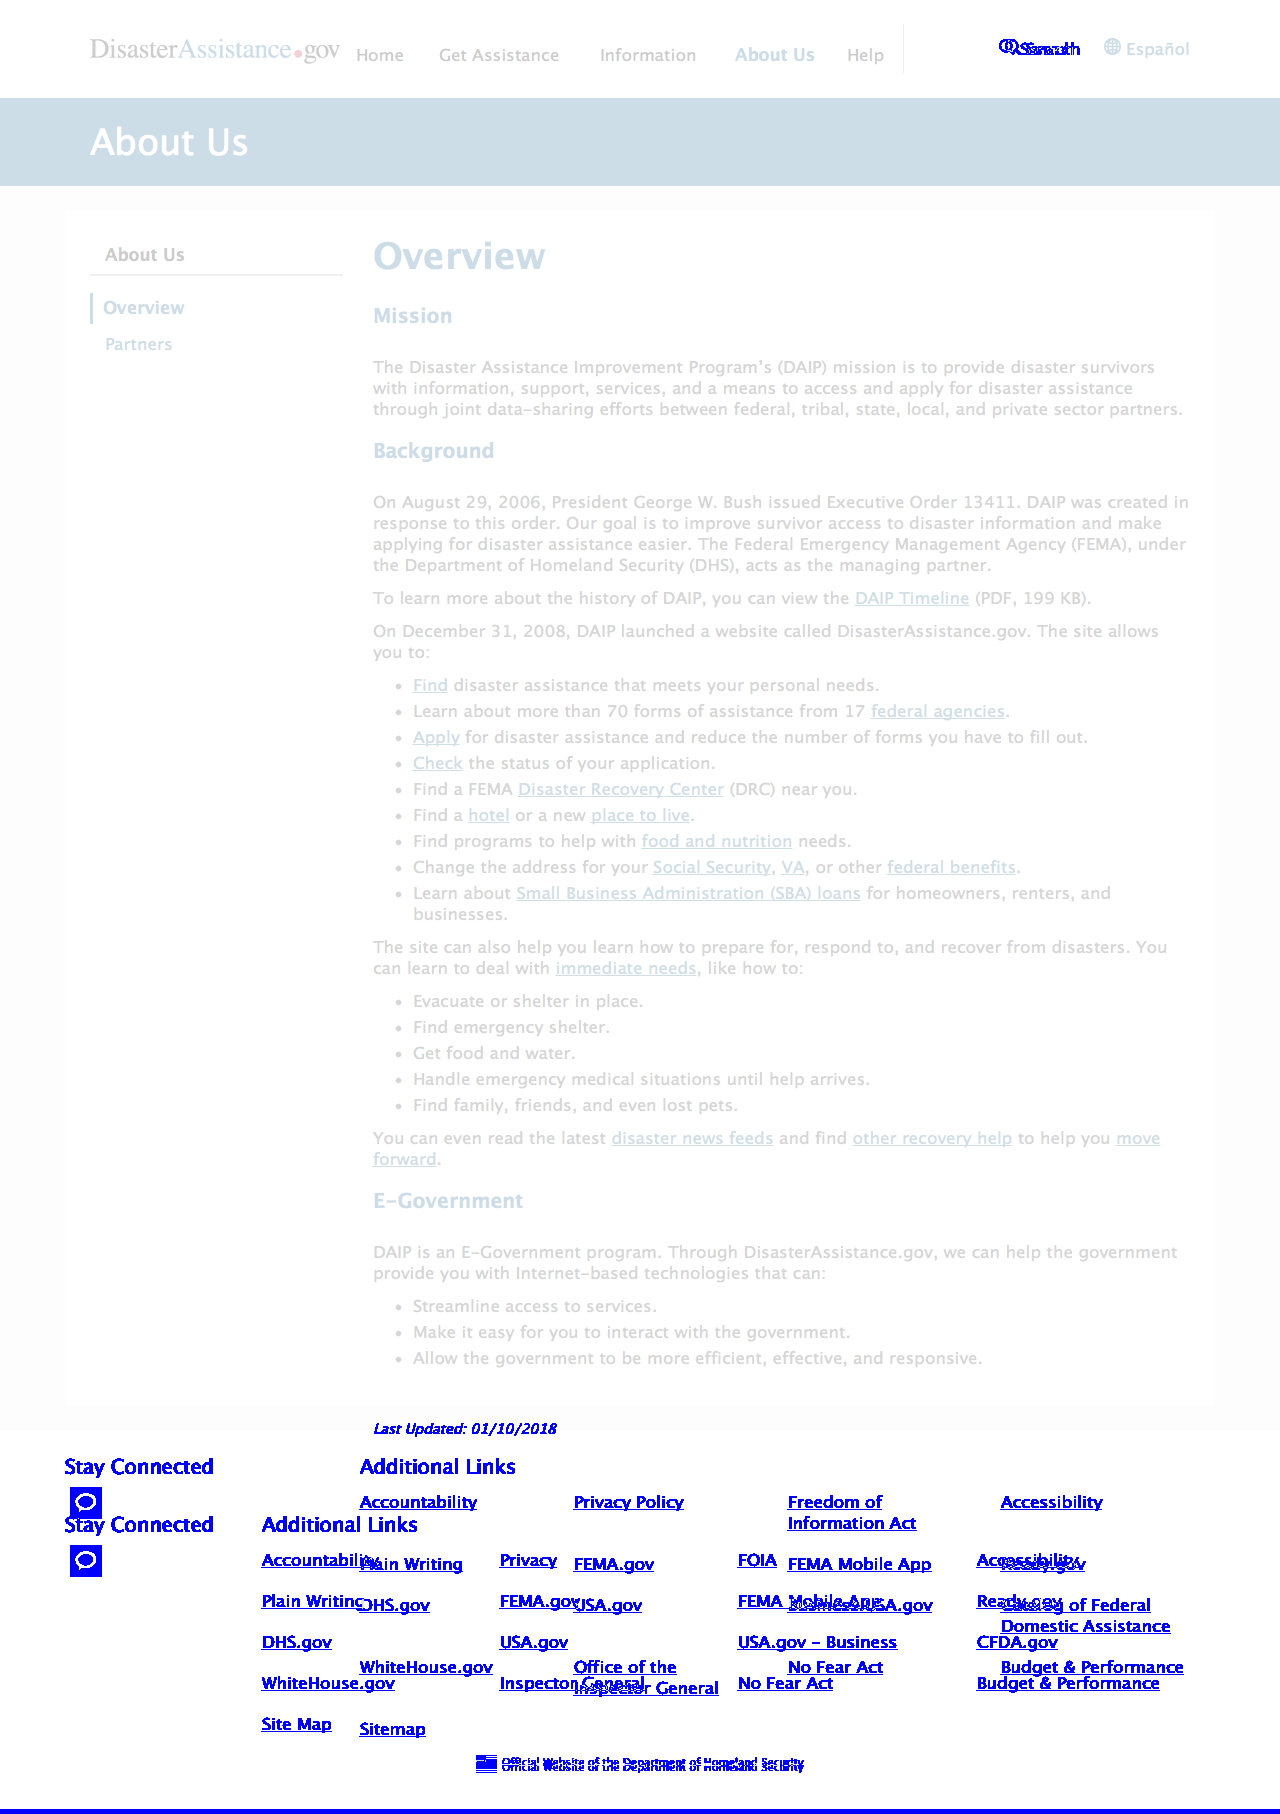 DisasterAssistance.gov Home Get Assistance Information About Us Help Search Español
About Us
About Us
Overview
Partners
Overview
Mission
The Disaster Assistance Improvement Program’s (DAIP) mission is to provide disaster survivors
with information, support, services, and a means to access and apply for disaster assistance
through joint data-sharing efforts between federal, tribal, state, local, and private sector partners.
Background
On August 29, 2006, President George W. Bush issued Executive Order 13411. DAIP was created in
response to this order. Our goal is to improve survivor access to disaster information and make
applying for disaster assistance easier. The Federal Emergency Management Agency (FEMA), under
the Department of Homeland Security (DHS), acts as the managing partner.
To learn more about the history of DAIP, you can view the DAIP Timeline (PDF, 199 KB).
On December 31, 2008, DAIP launched a website called DisasterAssistance.gov. The site allows
you to:
• Find disaster assistance that meets your personal needs.
• Learn about more than 70 forms of assistance from 17 federal agencies.
• Apply for disaster assistance and reduce the number of forms you have to fill out.
• Check the status of your application.
• Find a FEMA Disaster Recovery Center (DRC) near you.
• Find a hotel or a new place to live.
• Find programs to help with food and nutrition needs.
• Change the address for your Social Security, VA, or other federal benefits.
• Learn about Small Business Administration (SBA) loans for homeowners, renters, and
businesses.
The site can also help you learn how to prepare for, respond to, and recover from disasters. You
can learn to deal with immediate needs, like how to:
• Evacuate or shelter in place.
• Find emergency shelter.
• Get food and water.
• Handle emergency medical situations until help arrives.
• Find family, friends, and even lost pets.
You can even read the latest disaster news feeds and find other recovery help to help you move
forward.
E-Government
DAIP is an E-Government program. Through DisasterAssistance.gov, we can help the government
provide you with Internet-based technologies that can:
• Streamline access to services.
• Make it easy for you to interact with the government.
• Allow the government to be more efficient, effective, and responsive.
Last Updated: 01/10/2018
Stay Connected Additional Links
Accountability Privacy Policy Freedom of Accessibility
Information Act
Stay Connected Additional Links
Accountability Privacy FOIA Accessibility
Plain Writing FEMA.gov FEMA Mobile App Ready.gov
Plain Writing FEMA.gov FEMA Mobile App Ready.gov
DHS.gov USA.gov BusinessUSA.gov Catalog of Federal
Domestic Assistance
DHS.gov USA.gov USA.gov - Business CFDA.gov
WhiteHouse.gov Office of the No Fear Act Budget & Performance
Inspector General
WhiteHouse.gov Inspector General No Fear Act Budget & Performance
Site Map Sitemap
Official Website of the Department of Homeland Security